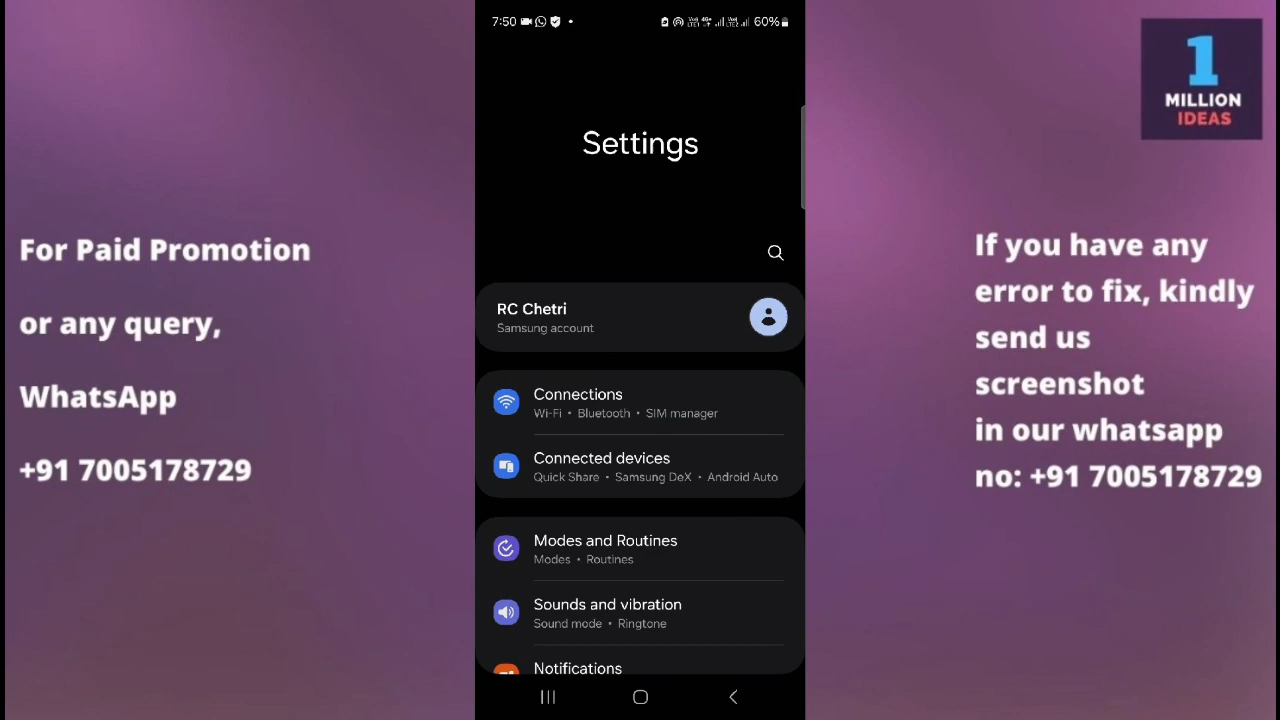 For Paid Promotion
or any query,
WhatsApp
+91 7005178729
7:50
60%
Settings
RC Chetri
Samsung account
Connections
Wi-Fi • Bluetooth • SIM manager
Connected devices
Quick Share • Samsung DeX • Android Auto
Modes and Routines
Modes • Routines
Sounds and vibration
Sound mode • Ringtone
Notifications
1
MILLION
IDEAS
If you have any
error to fix, kindly
send us
screenshot
in our whatsapp
no: +91 7005178729